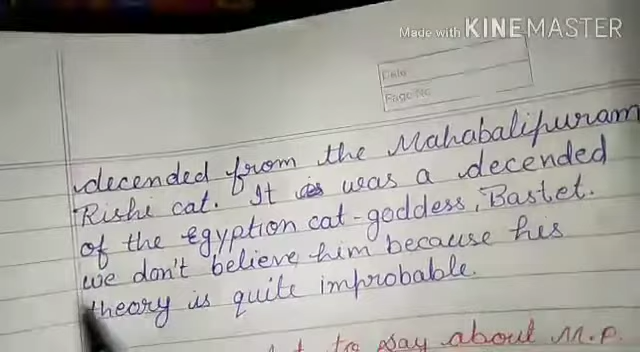 Made with KINEMASTER
Date
Page No
decended from the Mahabalipuram
Rishi cat. It is was a decended
of the Egyption cat-goddess, Bastet.
we don't believe him because his
theory is quite improbable.
to say about M.P.